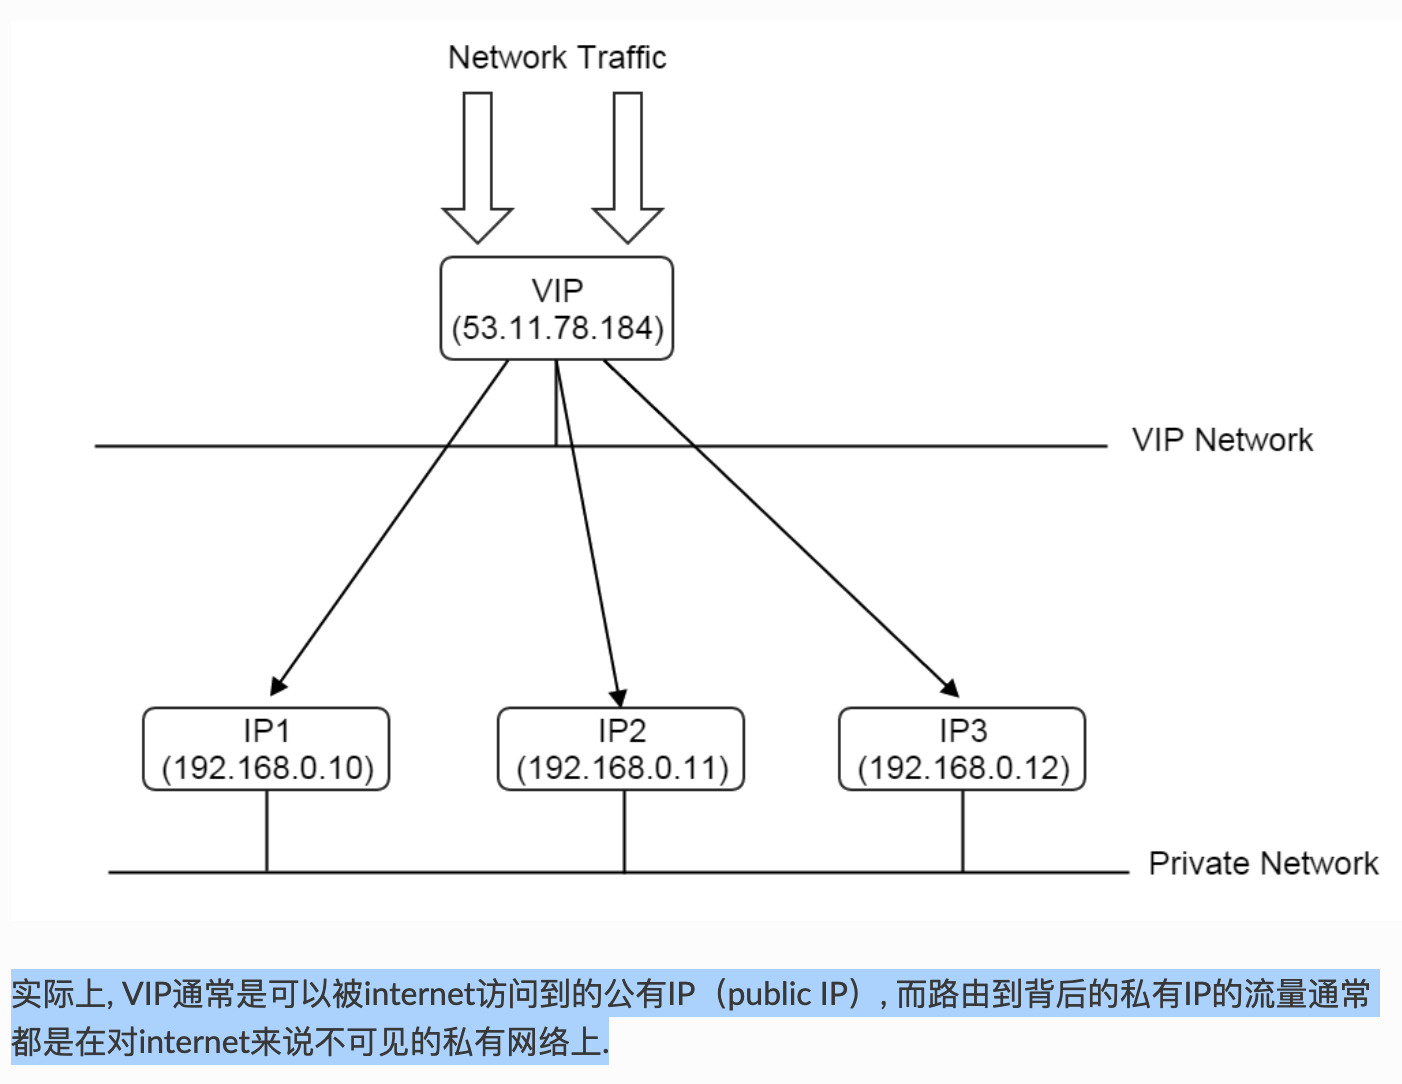 Network Traffic
VIP
(53.11.78.184)
VIP Network
IP1
(192.168.0.10)
IP2
(192.168.0.11)
IP3
(192.168.0.12)
Private Network
实际上, VIP通常是可以被internet访问到的公有IP（public IP）, 而路由到背后的私有IP的流量通常
都是在对internet来说不可见的私有网络上.